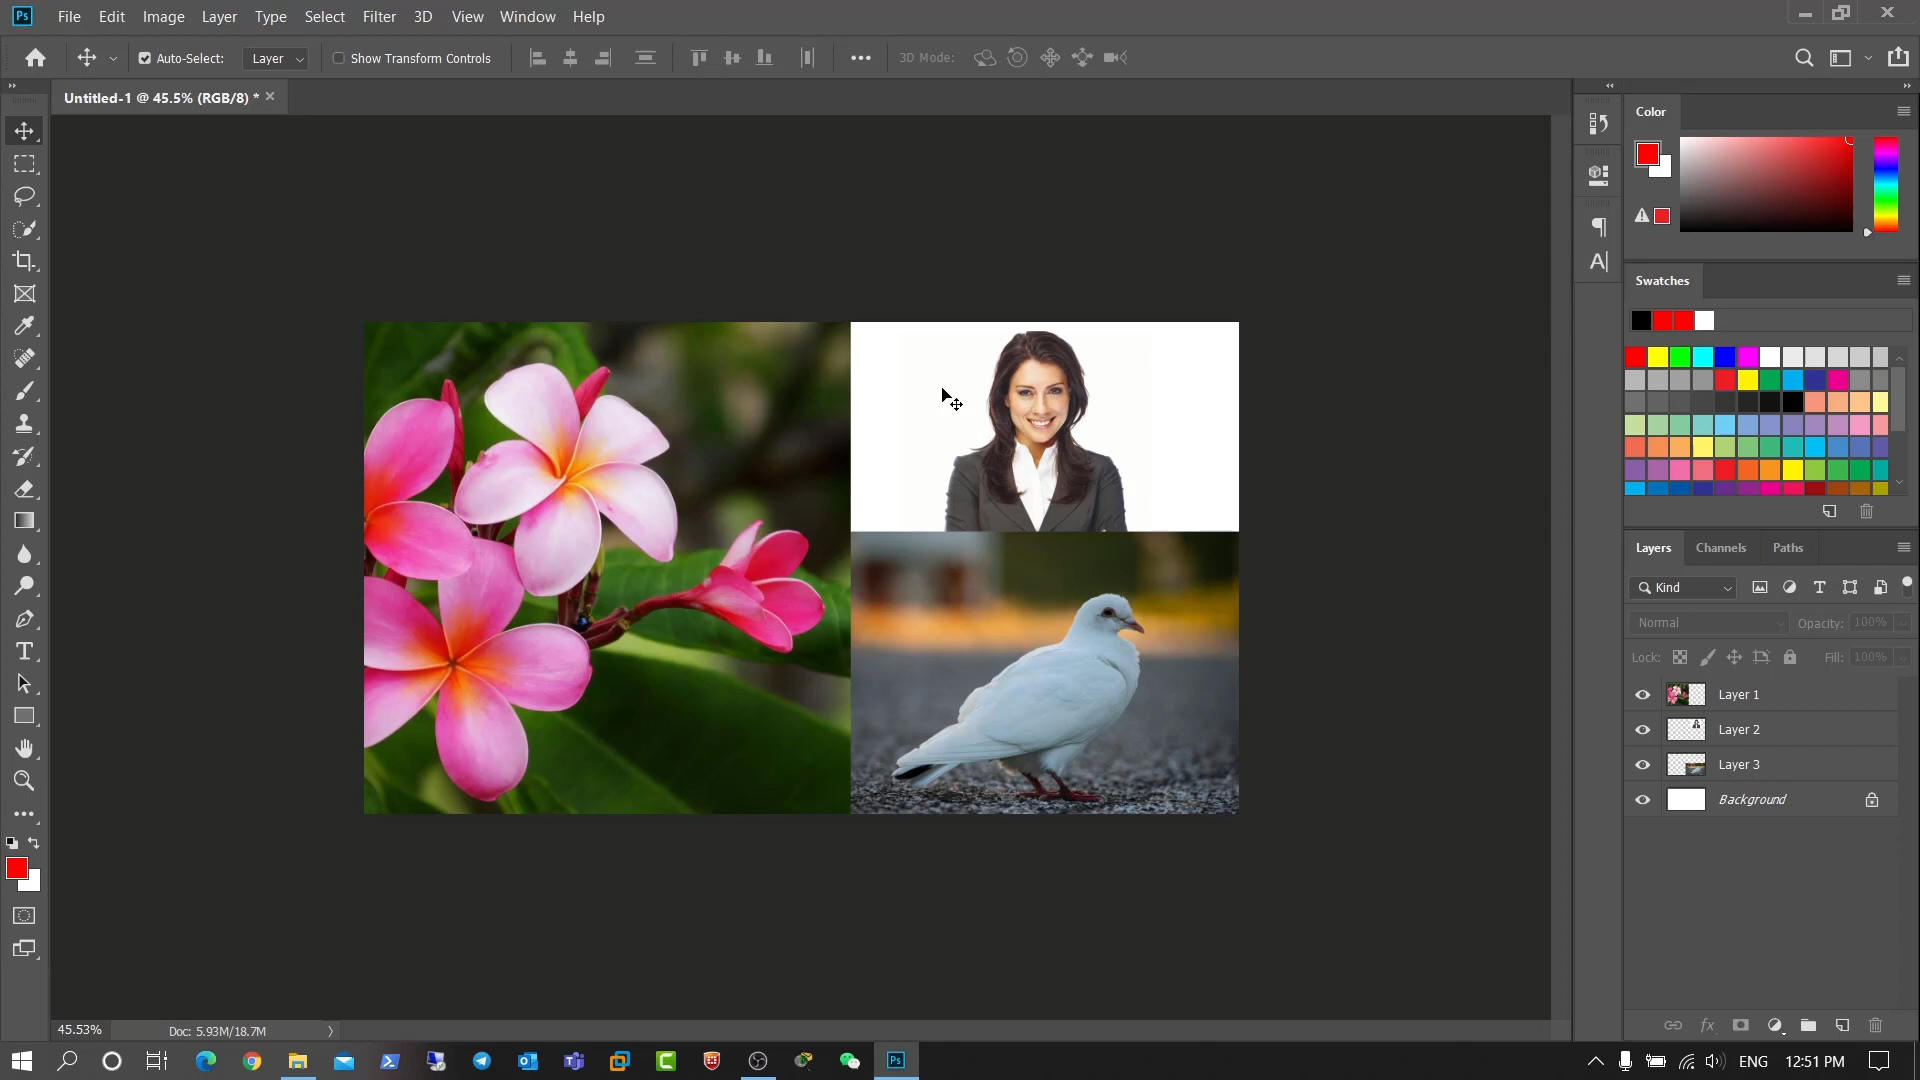 Ps File Edit Image Layer Type Select Filter 3D View Window Help
Auto-Select: Layer Show Transform Controls 3D Mode:
Untitled-1 @ 45.5% (RGB/8) *
Color
Swatches
Layers Channels Paths
Kind
Normal Opacity: 100%
Lock: Fill: 100%
Layer 1
Layer 2
Layer 3
Background
45.53% Doc: 5.93M/18.7M
Ps ENG 12:51 PM